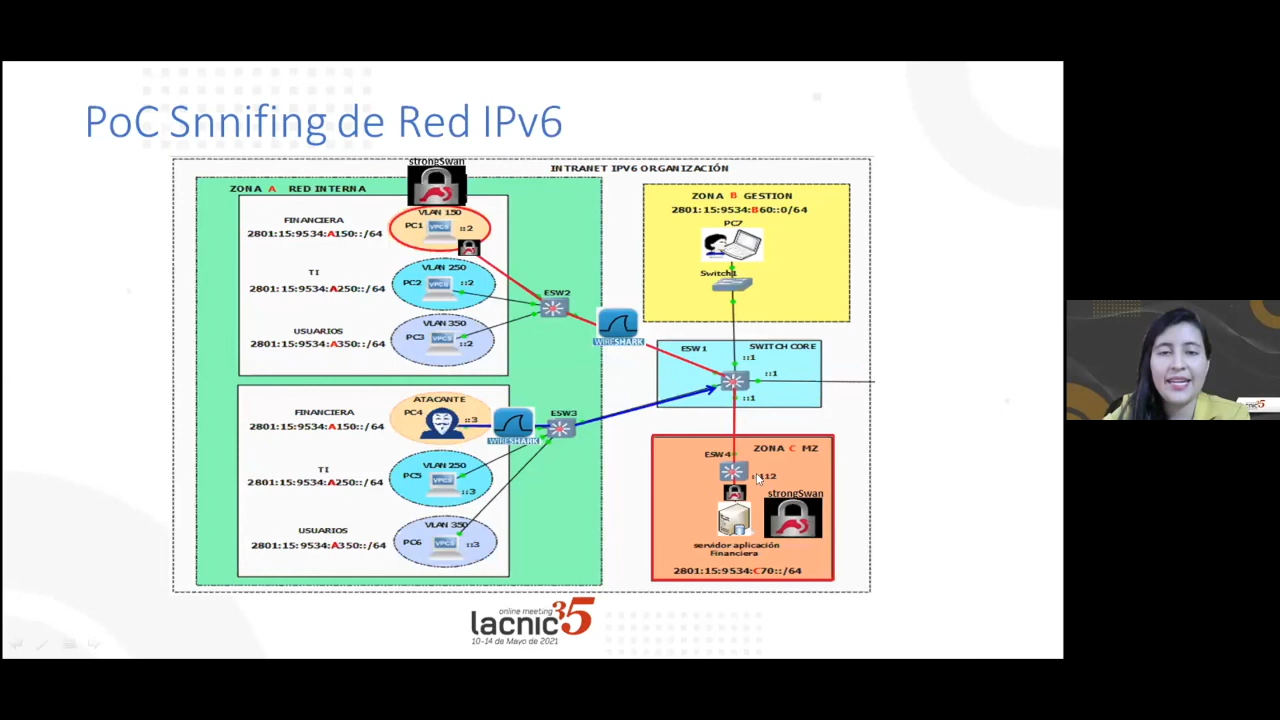 PoC Snnifing de Red IPv6
strongSwan
INTRANET IPV6 ORGANIZACIÓN
ZONA A RED INTERNA
FINANCIERA
2801:15:9534:A150::/64
VLAN 150
PC1
VPCS
::2
TI
2801:15:9534:A250::/64
VLAN 250
PC2
VPCS
::2
USUARIOS
2801:15:9534:A350::/64
VLAN 350
PC3
VPCS
::2
ESW2
WIRESHARK
ZONA B GESTION
2801:15:9534:B60::0/64
PC7
Switch1
ESW1
SWITCH CORE
::1
::1
::1
FINANCIERA
2801:15:9534:A150::/64
ATACANTE
PC4
::3
WIRESHARK
ESW3
TI
2801:15:9534:A250::/64
VLAN 250
PC5
VPCS
::3
USUARIOS
2801:15:9534:A350::/64
VLAN 350
PC6
VPCS
::3
ZONA C MZ
ESW4
strongSwan
servidor aplicación
Financiera
2801:15:9534:C70::/64
online meeting
lacnic35
10-14 de Mayo de 2021